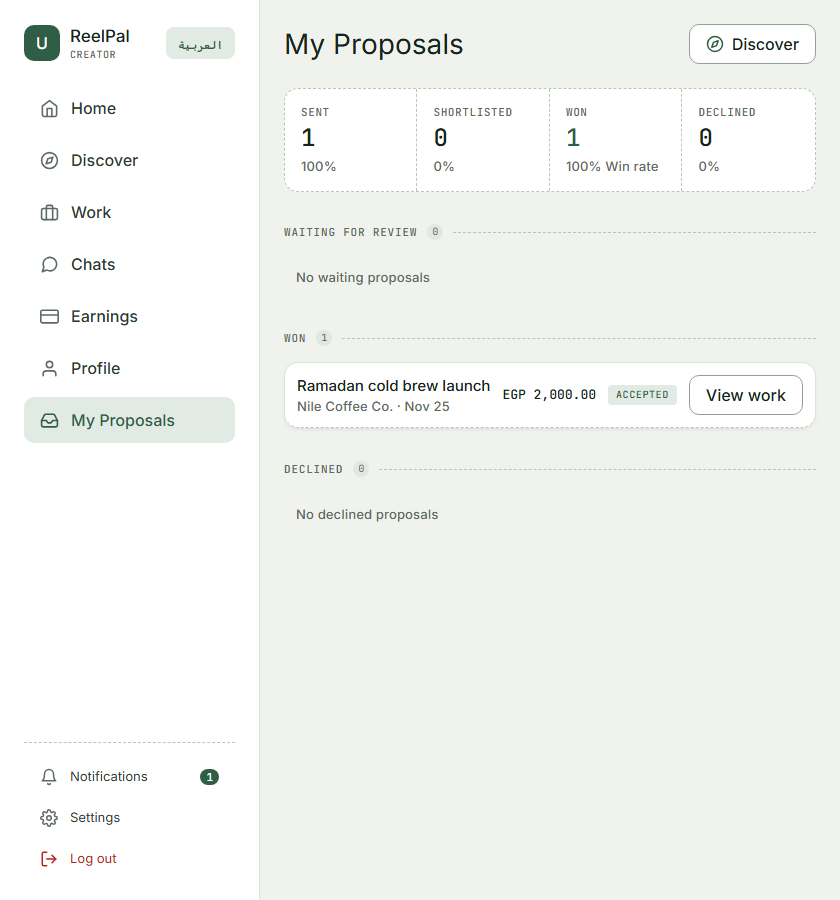 U
ReelPal
CREATOR
العربية
Home
Discover
Work
Chats
Earnings
Profile
My Proposals
Notifications 1
Settings
Log out
My Proposals
Discover
SENT
1
100%
SHORTLISTED
0
0%
WON
1
100% Win rate
DECLINED
0
0%
WAITING FOR REVIEW 0
No waiting proposals
WON 1
Ramadan cold brew launch
Nile Coffee Co. · Nov 25
EGP 2,000.00
ACCEPTED
View work
DECLINED 0
No declined proposals